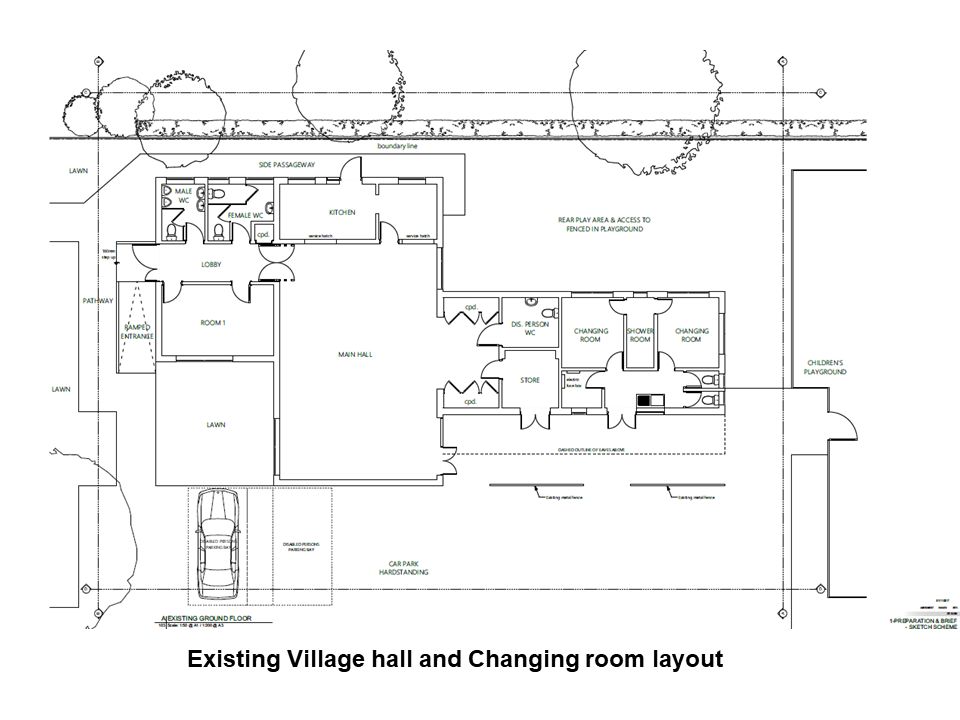 boundary line
SIDE PASSAGEWAY
LAWN
MALE
WC
FEMALE WC
cpd.
KITCHEN
service hatch
service hatch
REAR PLAY AREA & ACCESS TO
FENCED IN PLAYGROUND
LOBBY
PATHWAY
RAMPED
ENTRANCE
ROOM 1
MAIN HALL
cpd.
DIS. PERSON
WC
CHANGING
ROOM
SHOWER
ROOM
CHANGING
ROOM
CHILDREN'S
PLAYGROUND
STORE
electric
fuse box
LAWN
cpd.
LAWN
DASHED OUTLINE OF EAVES ABOVE
Existing metal fence
Existing metal fence
DISABLED PERSONS
PARKING BAY
DISABLED PERSONS
PARKING BAY
CAR PARK
HARDSTANDING
EXISTING GROUND FLOOR
1-PREPARATION & BRIEF
- SKETCH SCHEME
Existing Village hall and Changing room layout